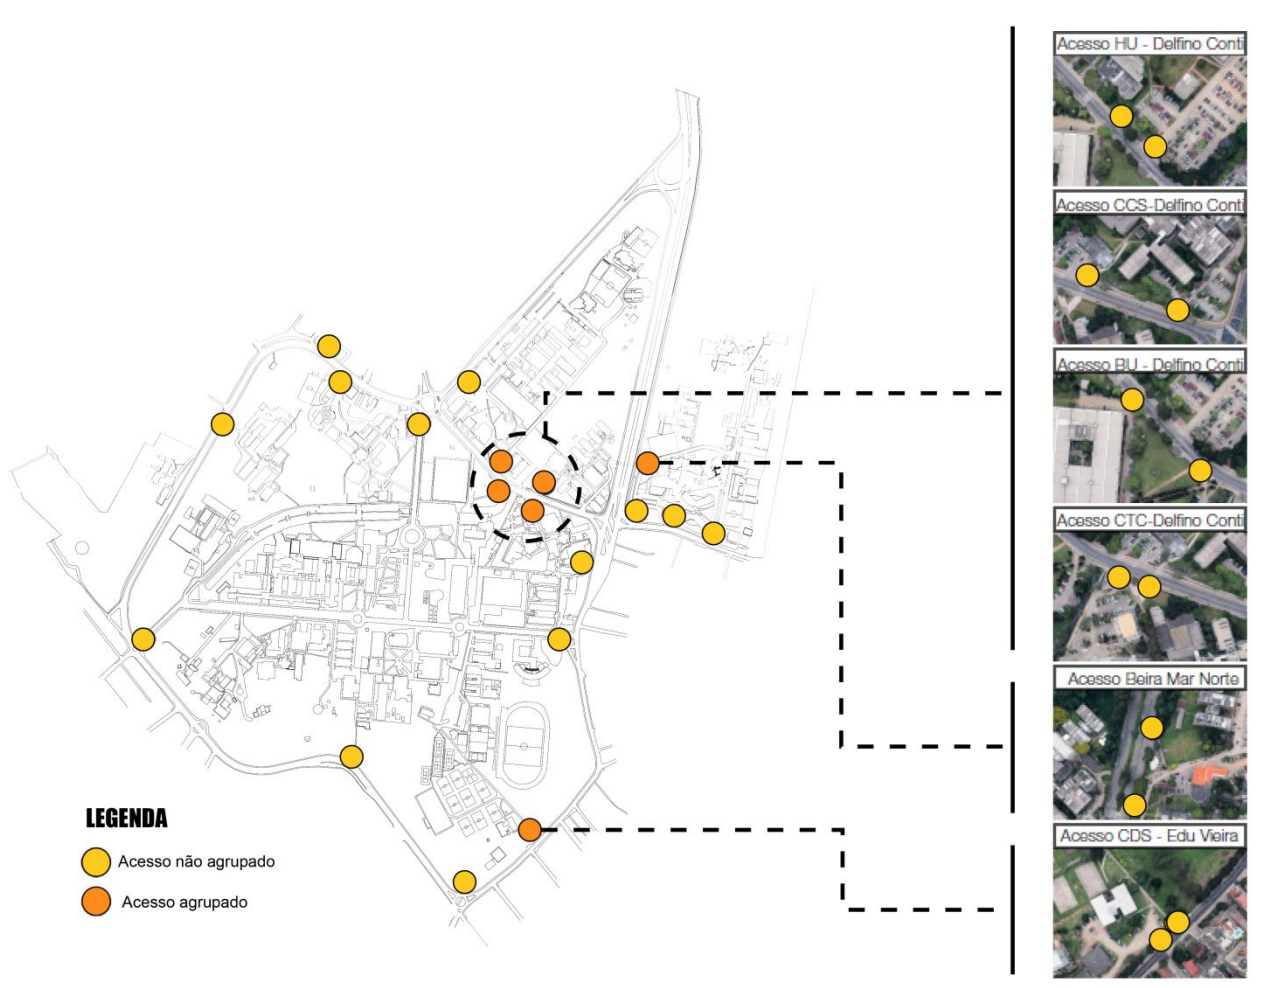 Acesso HU - Delfino Conti
Acesso CCS-Delfino Conti
Acesso BU - Delfino Conti
Acesso CTC-Delfino Conti
Acesso Beira Mar Norte
Acesso CDS - Edu Vieira
LEGENDA
Acesso não agrupado
Acesso agrupado